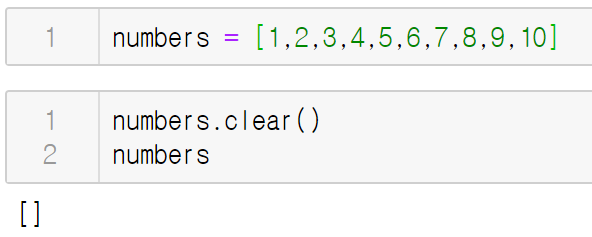 1 numbers = [1,2,3,4,5,6,7,8,9,10]
1 numbers.clear()
2 numbers
[]